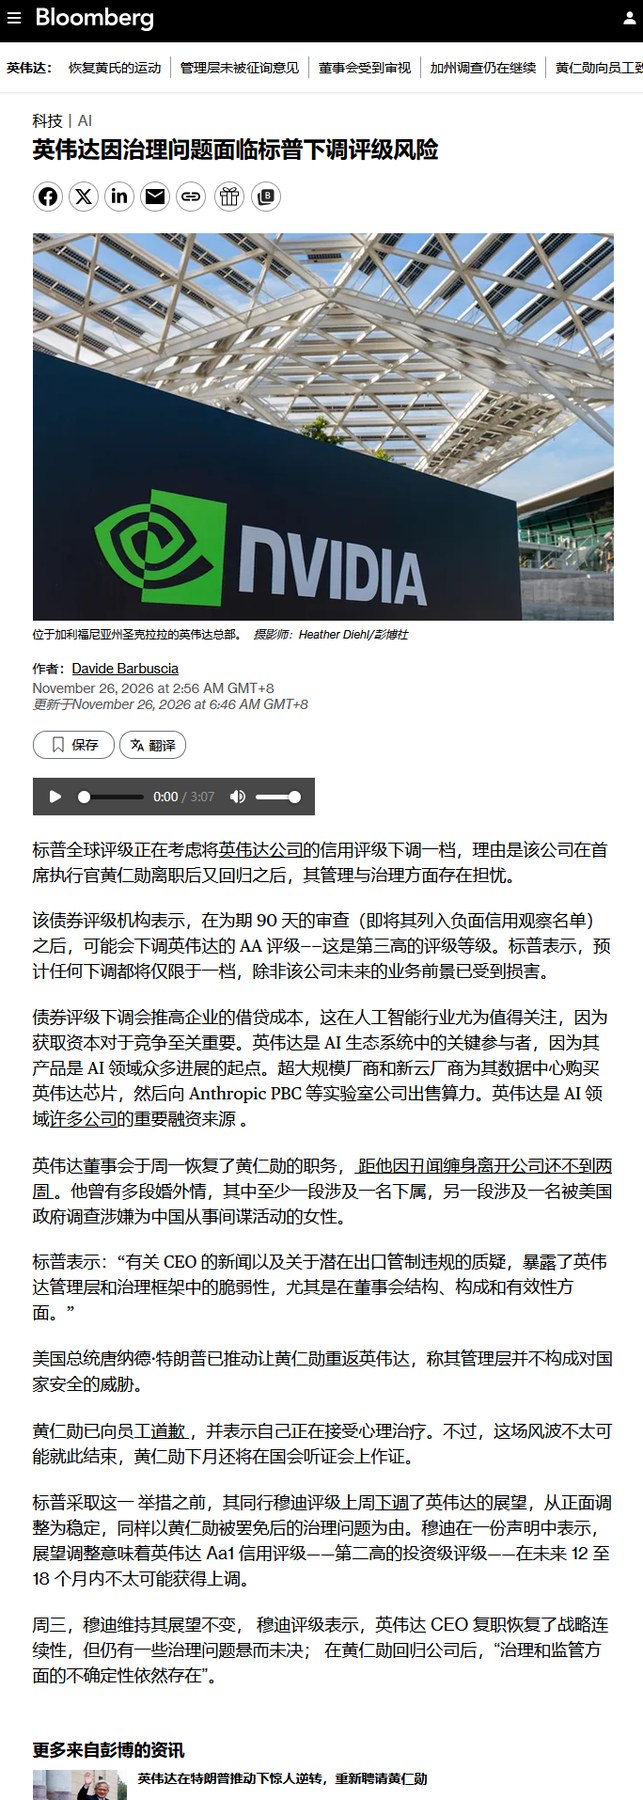 Bloomberg
英伟达： 恢复黄氏的运动 管理层未被征询意见 董事会受到审视 加州调查仍在继续 黄仁勋向员工致
科技 | AI
英伟达因治理问题面临标普下调评级风险
nVIDIA
位于加利福尼亚州圣克拉拉的英伟达总部。 摄影师：Heather Diehl/彭博社
作者：Davide Barbuscia
November 26, 2026 at 2:56 AM GMT+8
更新于November 26, 2026 at 6:46 AM GMT+8
保存 翻译
0:00 / 3:07
标普全球评级正在考虑将英伟达公司的信用评级下调一档，理由是该公司在首
席执行官黄仁勋离职后又回归之后，其管理与治理方面存在担忧。
该债券评级机构表示，在为期 90 天的审查（即将其列入负面信用观察名单）
之后，可能会下调英伟达的 AA 评级——这是第三高的评级等级。标普表示，预
计任何下调都将仅限于一档，除非该公司未来的业务前景已受到损害。
债券评级下调会推高企业的借贷成本，这在人工智能行业尤为值得关注，因为
获取资本对于竞争至关重要。英伟达是 AI 生态系统中的关键参与者，因为其
产品是 AI 领域众多进展的起点。超大规模厂商和新云厂商为其数据中心购买
英伟达芯片，然后向 Anthropic PBC 等实验室公司出售算力。英伟达是 AI 领
域许多公司的重要融资来源 。
英伟达董事会于周一恢复了黄仁勋的职务， 距他因丑闻缠身离开公司还不到两
周 。他曾有多段婚外情，其中至少一段涉及一名下属，另一段涉及一名被美国
政府调查涉嫌为中国从事间谍活动的女性。
标普表示：“有关 CEO 的新闻以及关于潜在出口管制违规的质疑，暴露了英伟
达管理层和治理框架中的脆弱性，尤其是在董事会结构、构成和有效性方
面。”
美国总统唐纳德·特朗普已推动让黄仁勋重返英伟达，称其管理层并不构成对国
家安全的威胁。
黄仁勋已向员工道歉 ，并表示自己正在接受心理治疗。不过，这场风波不太可
能就此结束，黄仁勋下月还将在国会听证会上作证。
标普采取这一 举措之前，其同行穆迪评级上周下调了英伟达的展望，从正面调
整为稳定，同样以黄仁勋被罢免后的治理问题为由。穆迪在一份声明中表示，
展望调整意味着英伟达 Aa1 信用评级——第二高的投资级评级——在未来 12 至
18 个月内不太可能获得上调。
周三，穆迪维持其展望不变， 穆迪评级表示，英伟达 CEO 复职恢复了战略连
续性，但仍有一些治理问题悬而未决； 在黄仁勋回归公司后，“治理和监管方
面的不确定性依然存在”。
更多来自彭博的资讯
英伟达在特朗普推动下惊人逆转，重新聘请黄仁勋